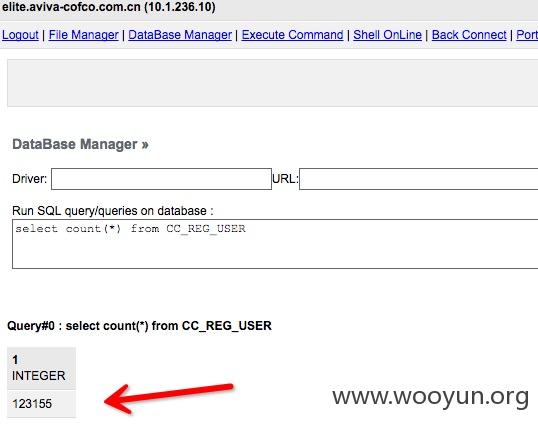 elite.aviva-cofco.com.cn (10.1.236.10)
Logout | File Manager | DataBase Manager | Execute Command | Shell OnLine | Back Connect | Port
DataBase Manager »
Driver: URL:
Run SQL query/queries on database :
select count(*) from CC_REG_USER
Query#0 : select count(*) from CC_REG_USER
1
INTEGER
123155
www.wooyun.org